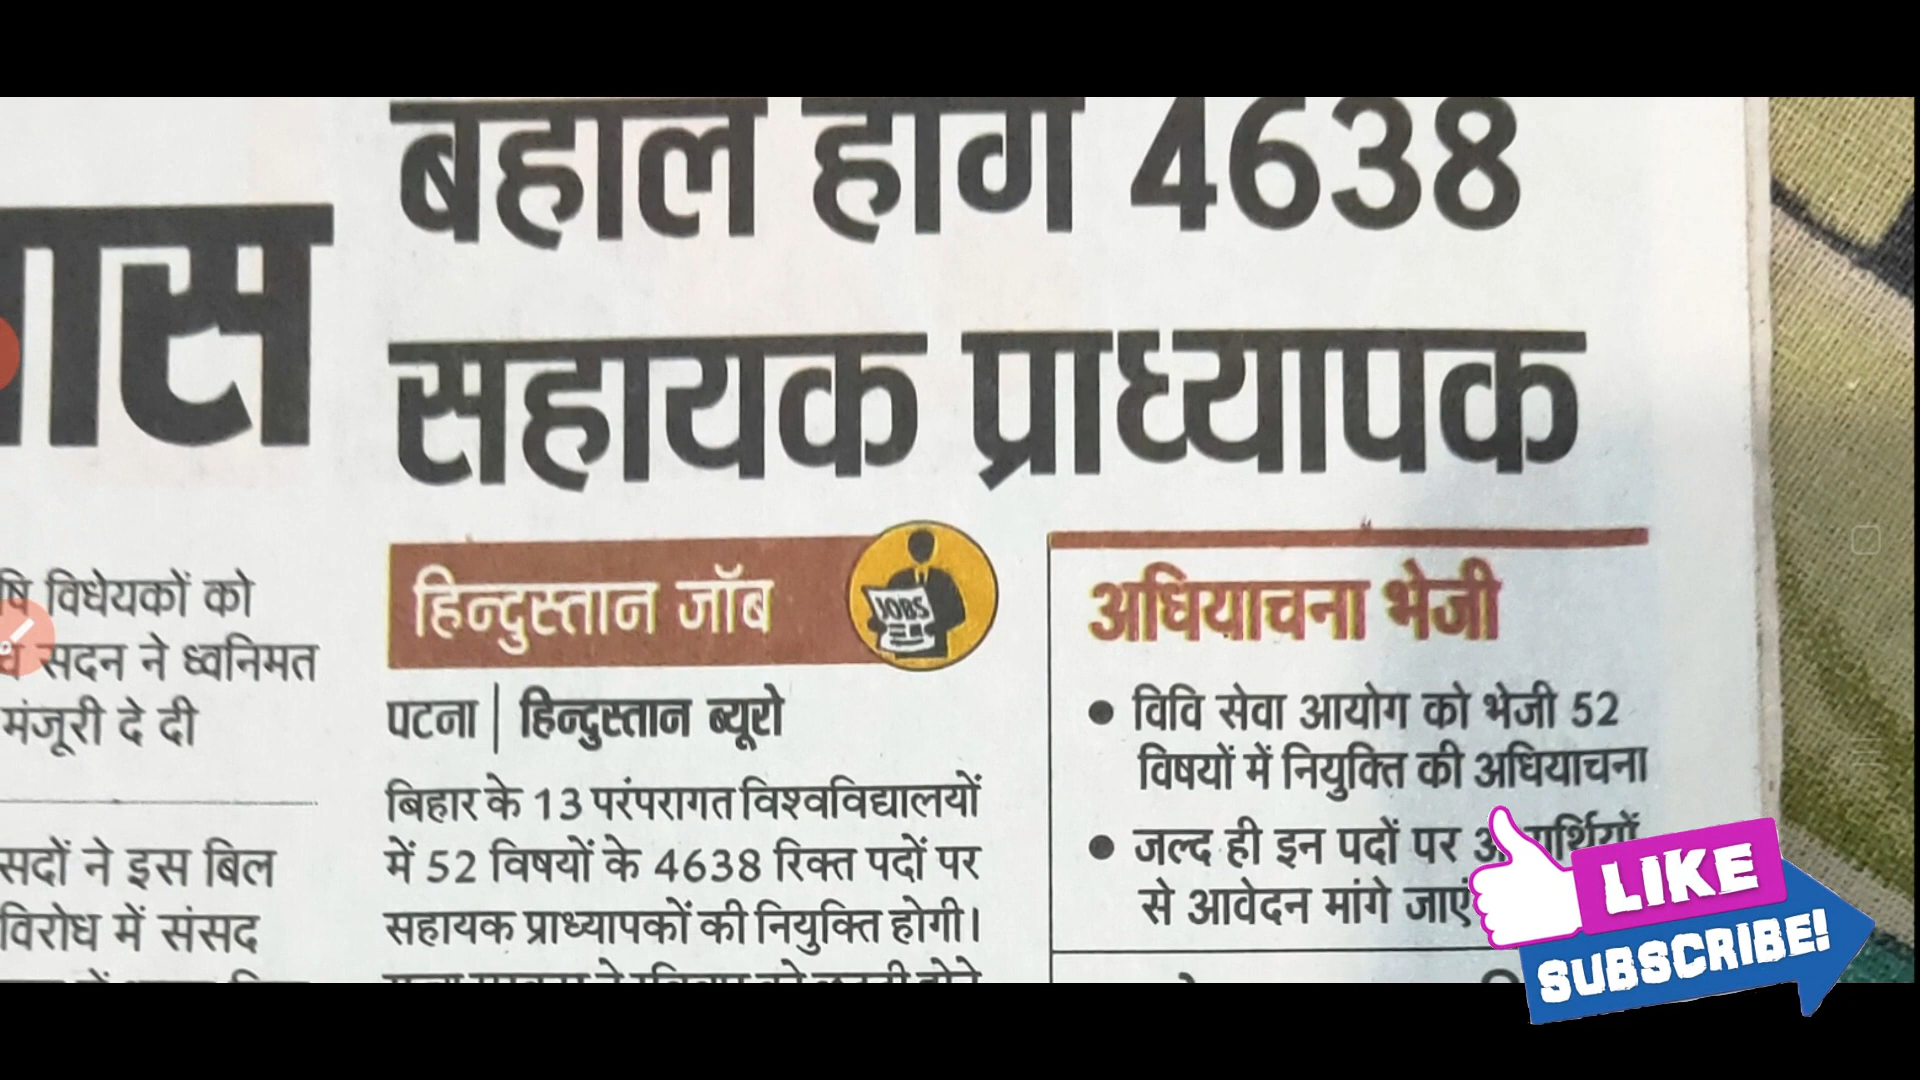 बहाल होंगे 4638
सहायक प्राध्यापक
षि विधेयकों को
सदन ने ध्वनिमत
मंजूरी दे दी
सदों ने इस बिल
विरोध में संसद
हिन्दुस्तान जॉब
JOBS
पटना | हिन्दुस्तान ब्यूरो
बिहार के 13 परंपरागत विश्वविद्यालयों
में 52 विषयों के 4638 रिक्त पदों पर
सहायक प्राध्यापकों की नियुक्ति होगी।
अधियाचना भेजी
● विवि सेवा आयोग को भेजी 52
विषयों में नियुक्ति की अधियाचना
● जल्द ही इन पदों पर
से आवेदन मांगे जाएं
LIKE
SUBSCRIBE!